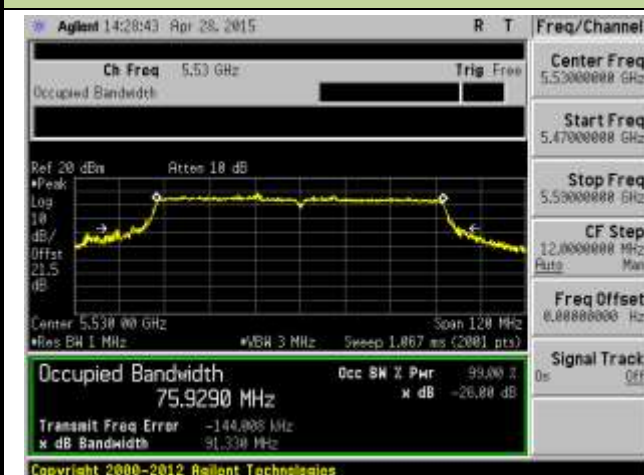 Agilent 14:28:43 Apr 28, 2015 R T
Ch Freq 5.53 GHz Trig Free
Occupied Bandwidth
Ref 20 dBm Atten 10 dB
•Peak
Log
10
dB/
Offst
21.5
dB
Center 5.530 00 GHz Span 120 MHz
•Res BW 1 MHz •VBW 3 MHz Sweep 1.067 ms (2001 pts)
Occupied Bandwidth Occ BW % Pwr 99.00 %
75.9290 MHz x dB -26.00 dB
Transmit Freq Error -144.008 kHz
x dB Bandwidth 91.330 MHz
Copyright 2000-2012 Agilent Technologies
Freq/Channel
Center Freq
5.53000000 GHz
Start Freq
5.47000000 GHz
Stop Freq
5.59000000 GHz
CF Step
12.0000000 MHz
Auto Man
Freq Offset
0.00000000 Hz
Signal Track
On Off